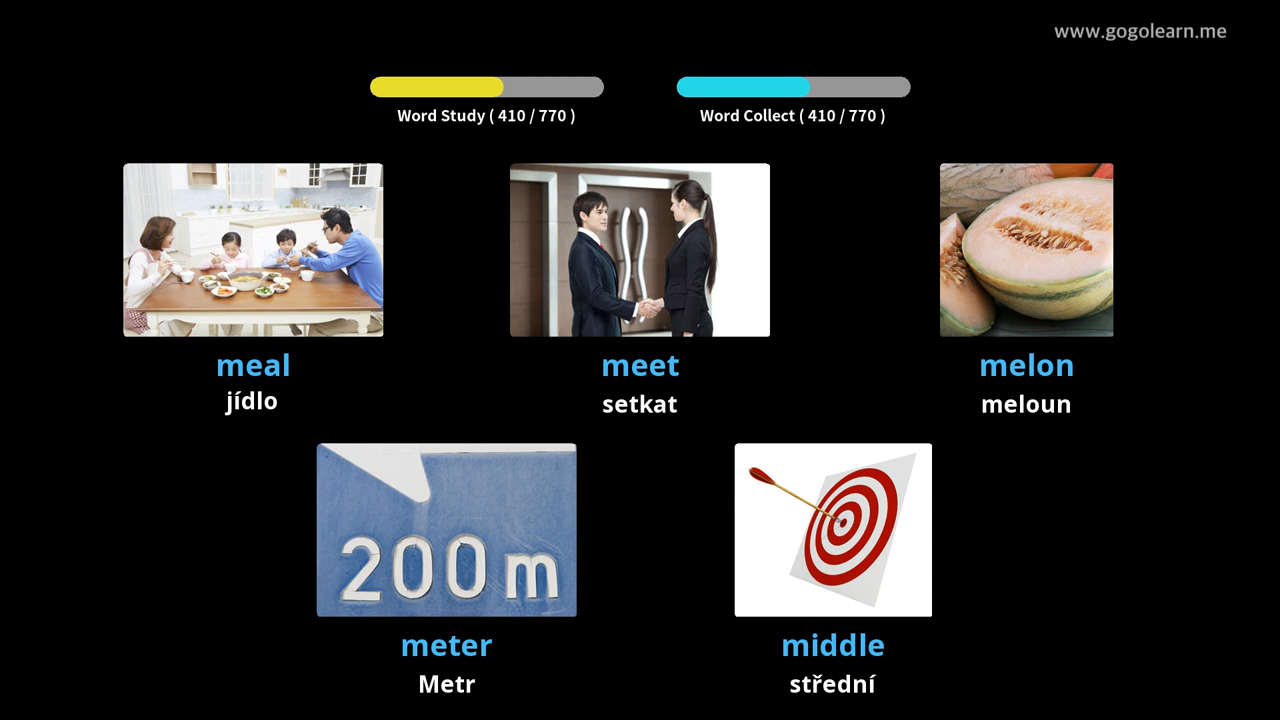 www.gogolearn.me
Word Study ( 410 / 770 )
Word Collect ( 410 / 770 )
meal
jídlo
meet
setkat
melon
meloun
200m
meter
Metr
middle
střední